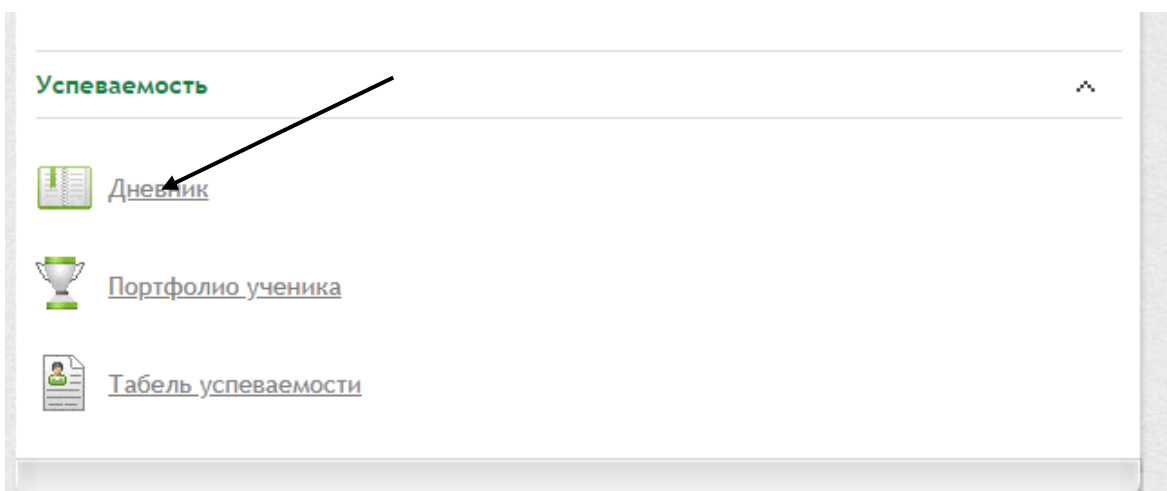 Успеваемость
Дневник
Портфолио ученика
Табель успеваемости